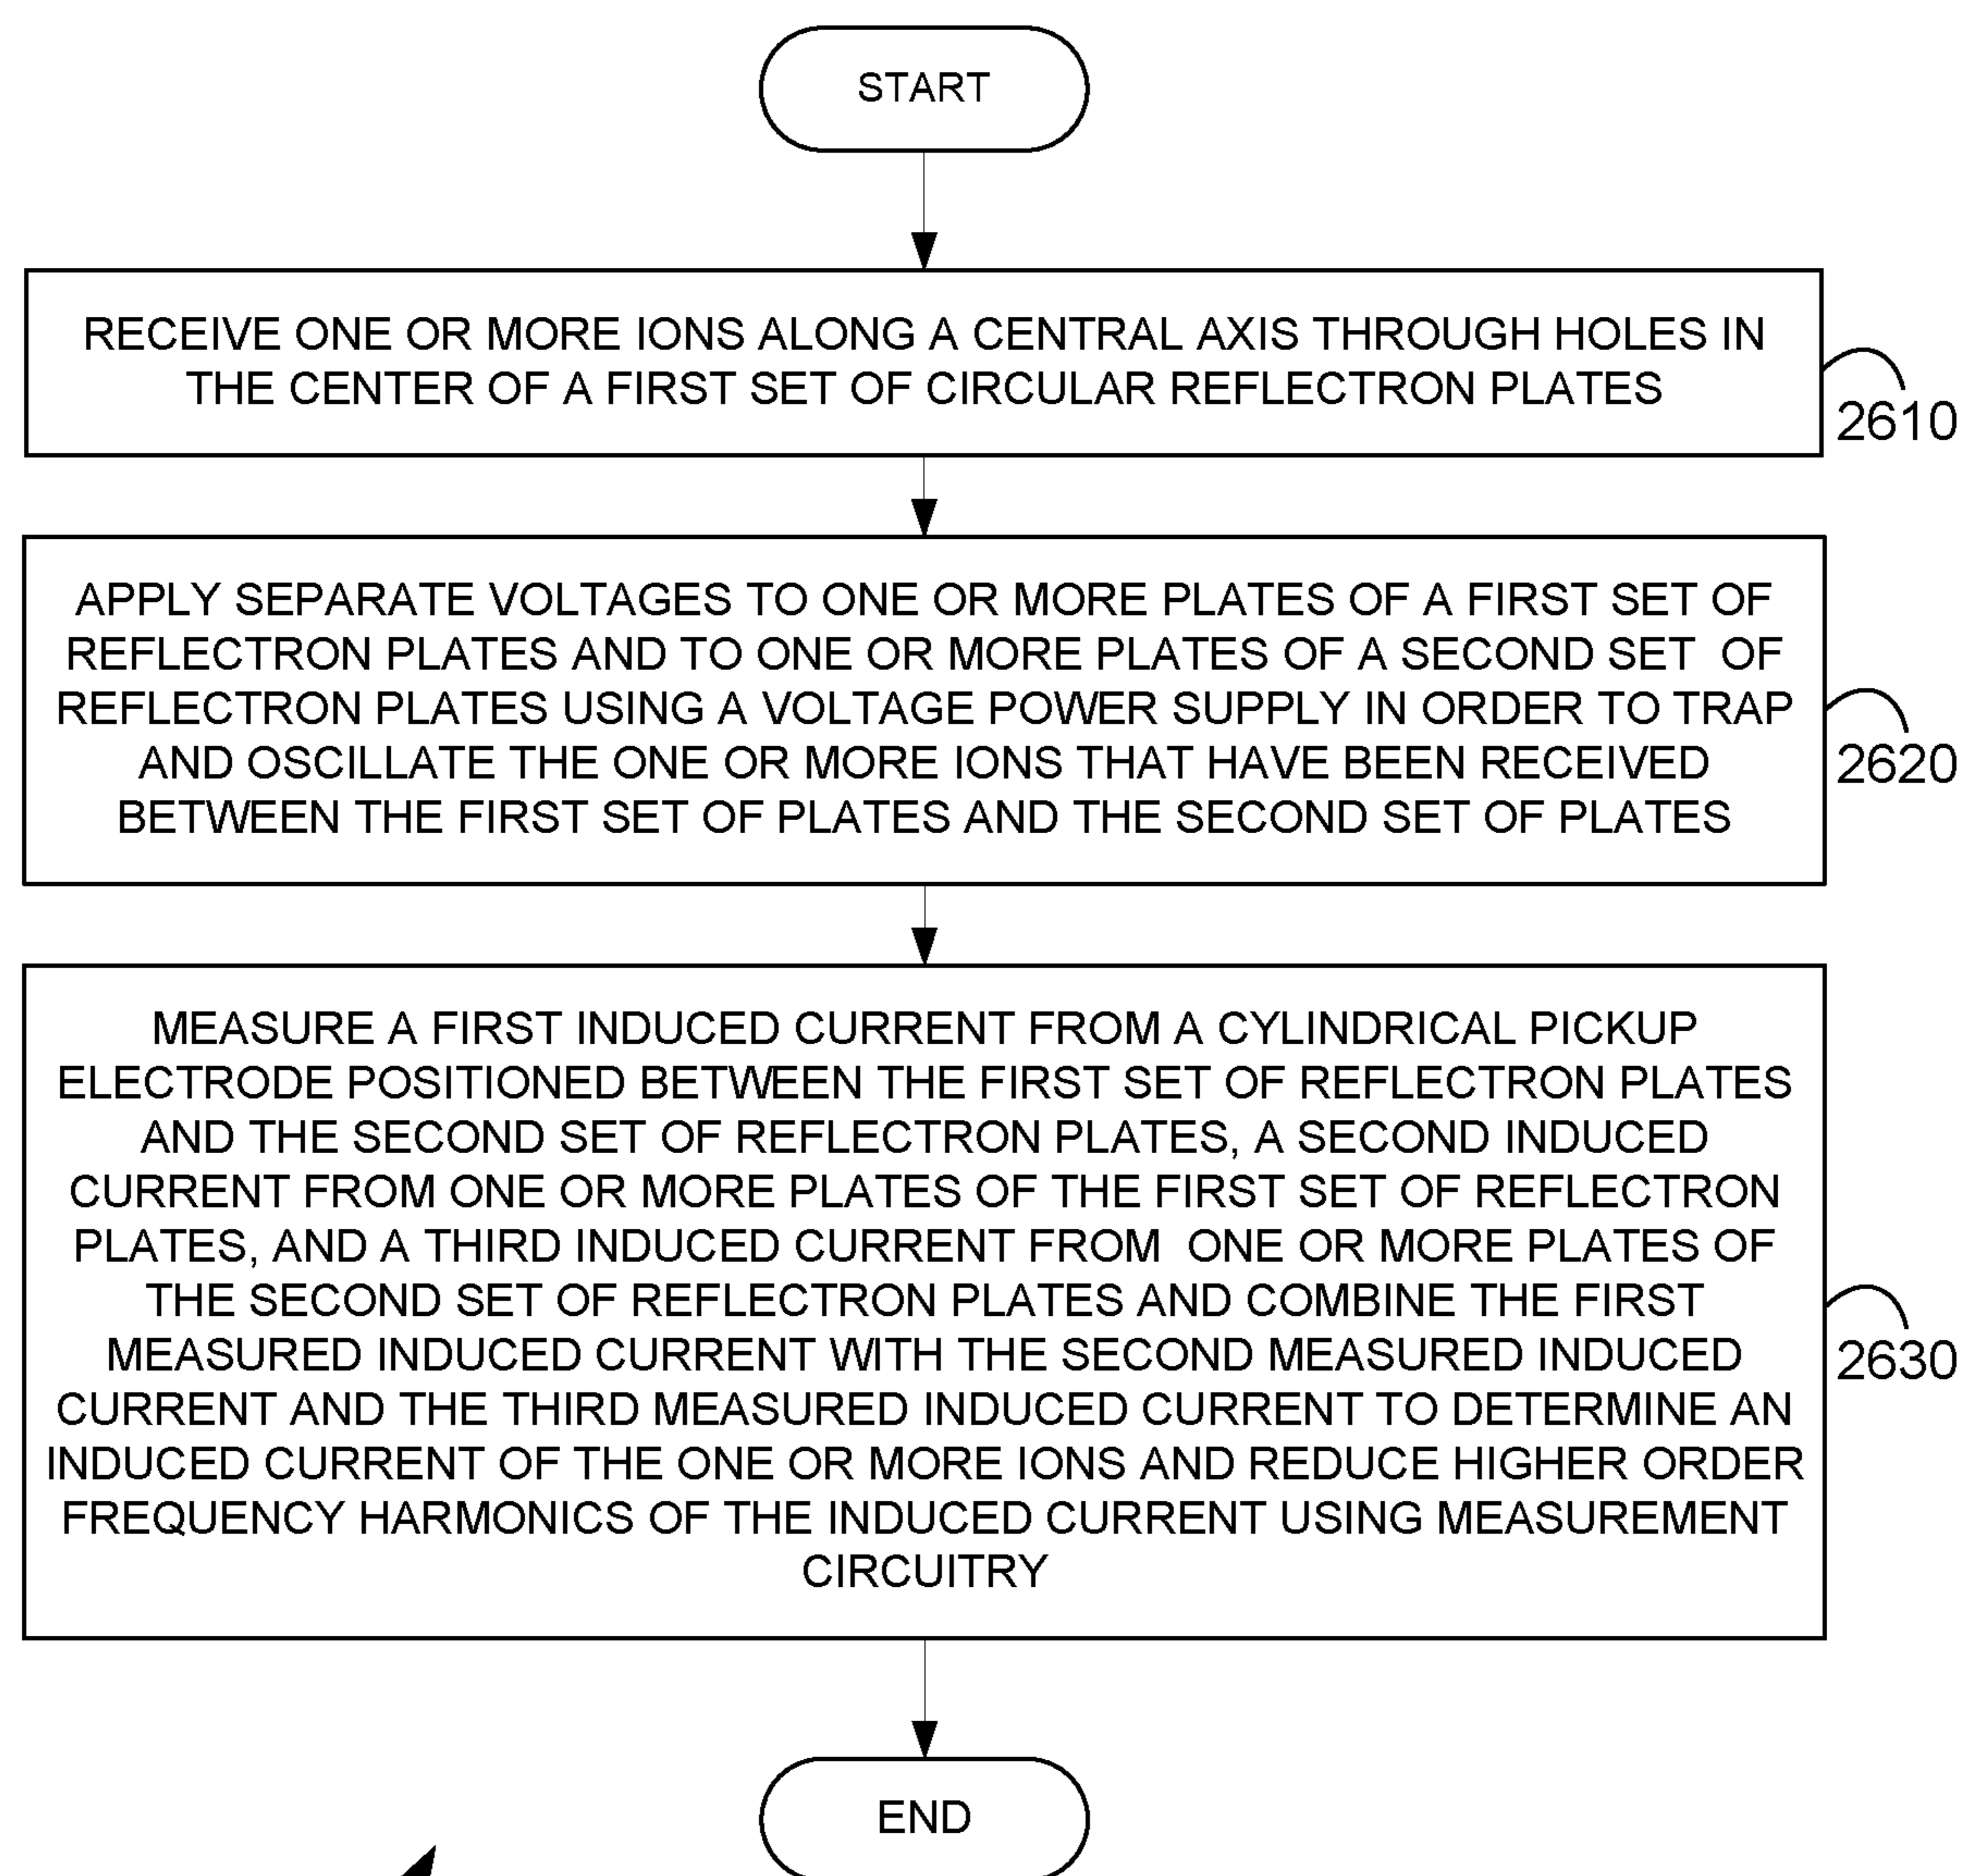 START
RECEIVE ONE OR MORE IONS ALONG A CENTRAL AXIS THROUGH HOLES IN
THE CENTER OF A FIRST SET OF CIRCULAR REFLECTRON PLATES
2610
APPLY SEPARATE VOLTAGES TO ONE OR MORE PLATES OF A FIRST SET OF
REFLECTRON PLATES AND TO ONE OR MORE PLATES OF A SECOND SET OF
REFLECTRON PLATES USING A VOLTAGE POWER SUPPLY IN ORDER TO TRAP
AND OSCILLATE THE ONE OR MORE IONS THAT HAVE BEEN RECEIVED
BETWEEN THE FIRST SET OF PLATES AND THE SECOND SET OF PLATES
2620
MEASURE A FIRST INDUCED CURRENT FROM A CYLINDRICAL PICKUP
ELECTRODE POSITIONED BETWEEN THE FIRST SET OF REFLECTRON PLATES
AND THE SECOND SET OF REFLECTRON PLATES, A SECOND INDUCED
CURRENT FROM ONE OR MORE PLATES OF THE FIRST SET OF REFLECTRON
PLATES, AND A THIRD INDUCED CURRENT FROM ONE OR MORE PLATES OF
THE SECOND SET OF REFLECTRON PLATES AND COMBINE THE FIRST
MEASURED INDUCED CURRENT WITH THE SECOND MEASURED INDUCED
CURRENT AND THE THIRD MEASURED INDUCED CURRENT TO DETERMINE AN
INDUCED CURRENT OF THE ONE OR MORE IONS AND REDUCE HIGHER ORDER
FREQUENCY HARMONICS OF THE INDUCED CURRENT USING MEASUREMENT
CIRCUITRY
2630
END